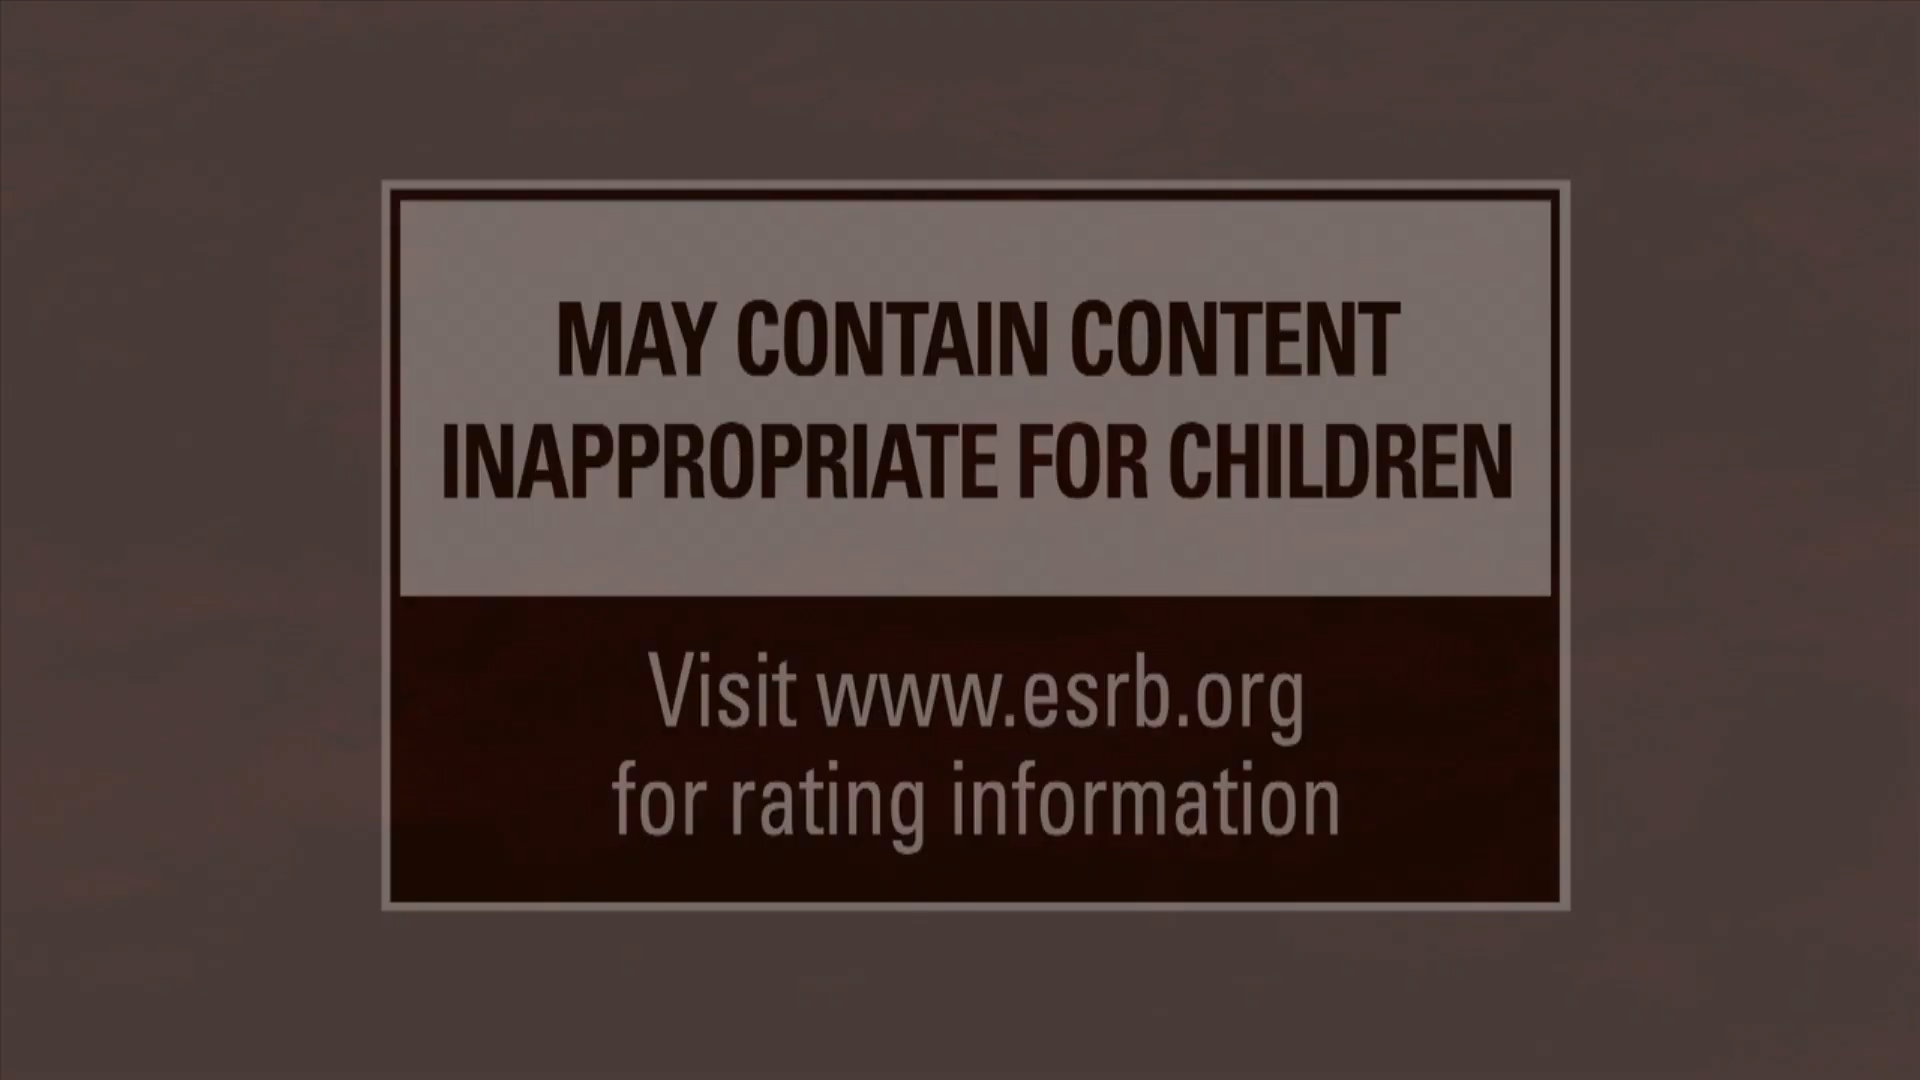 MAY CONTAIN CONTENT
INAPPROPRIATE FOR CHILDREN
Visit www.esrb.org
for rating information